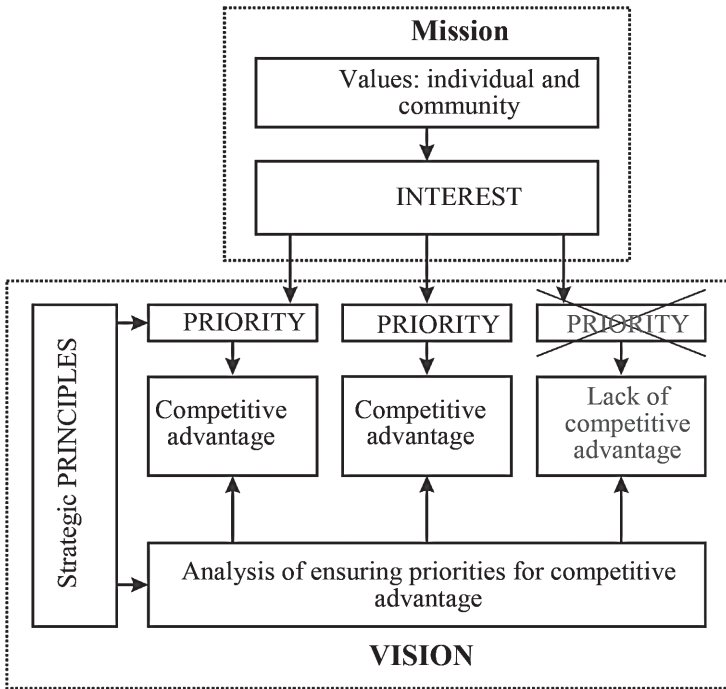 Mission
Values: individual and
community
INTEREST
Strategic PRINCIPLES
PRIORITY
PRIORITY
PRIORITY
Competitive
advantage
Competitive
advantage
Lack of
competitive
advantage
Analysis of ensuring priorities for competitive
advantage
VISION